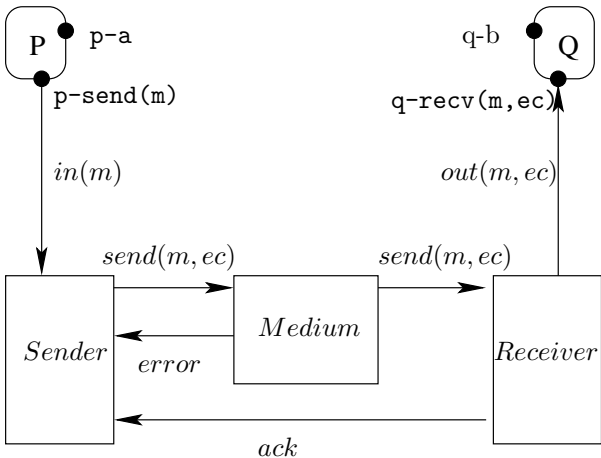 P p-a q-b Q
p-send(m) q-recv(m,ec)
in(m) out(m, ec)
send(m, ec) send(m, ec)
Sender Medium Receiver
error
ack